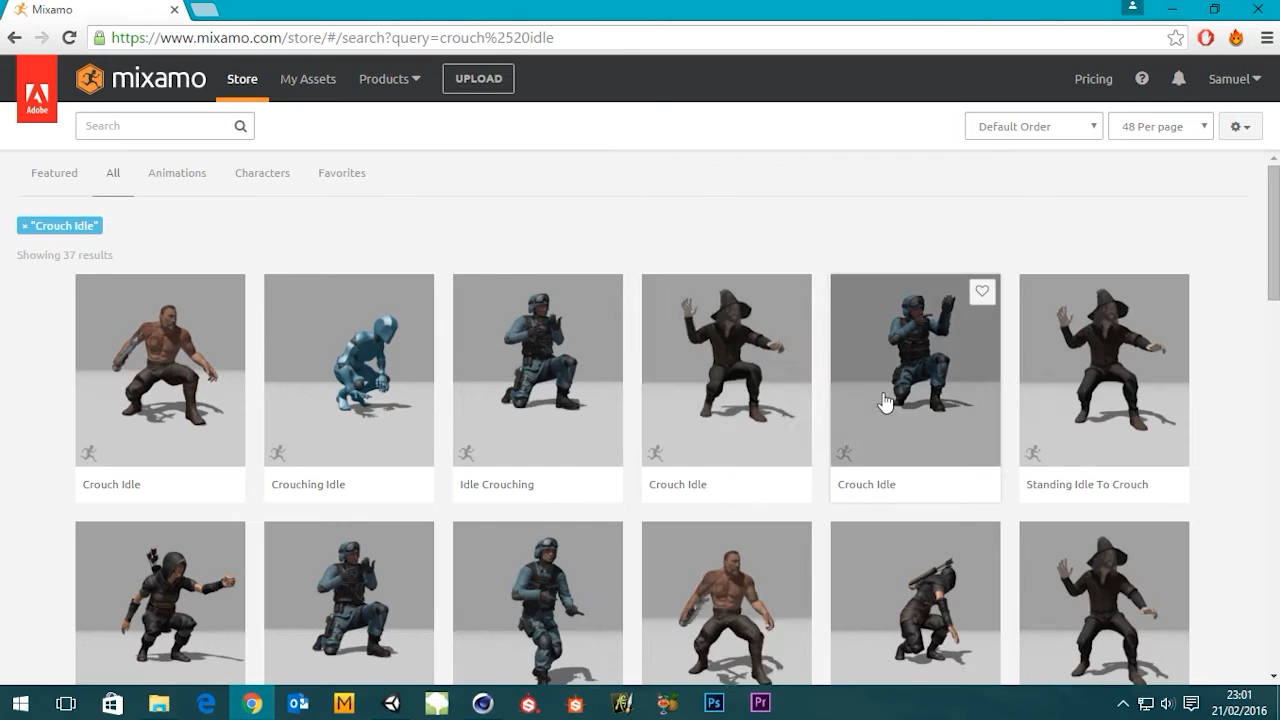 Mixamo
https://www.mixamo.com/store/#/search?query=crouch%2520idle
Adobe
mixamo
Store
My Assets
Products
UPLOAD
Pricing
Samuel
Search
Default Order
48 Per page
Featured
All
Animations
Characters
Favorites
× "Crouch Idle"
Showing 37 results
Crouch Idle
Crouching Idle
Idle Crouching
Crouch Idle
Crouch Idle
Standing Idle To Crouch
M
Ps
Pr
23:01
21/02/2016